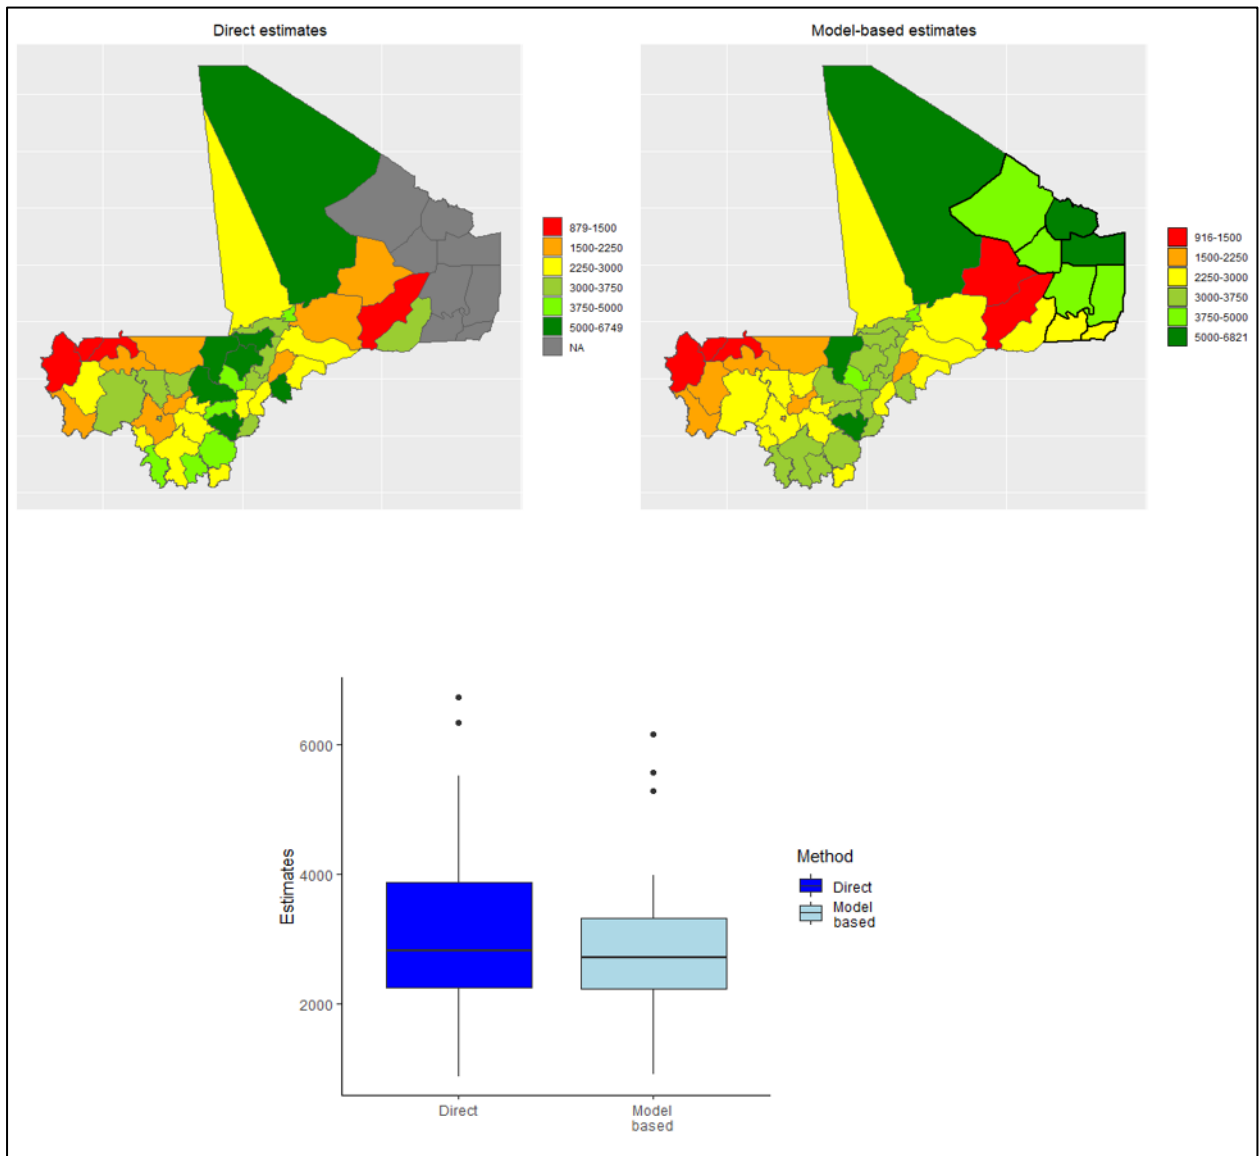 Direct estimates
879-1500
1500-2250
2250-3000
3000-3750
3750-5000
5000-6749
NA
Model-based estimates
916-1500
1500-2250
2250-3000
3000-3750
3750-5000
5000-6821
Estimates
6000
4000
2000
Direct
Model
based
Method
Direct
Model
based